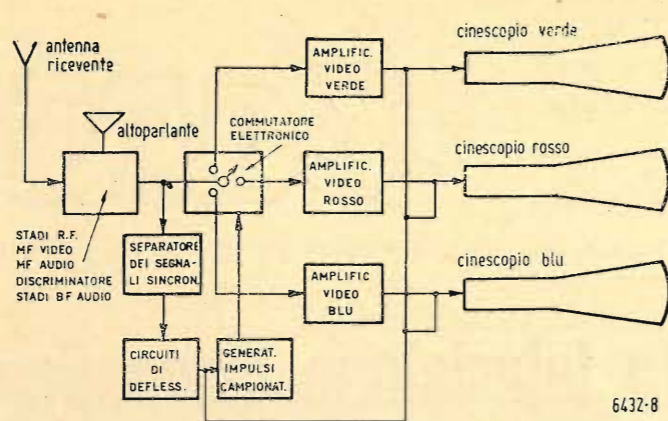 antenna
ricevente
altoparlante
COMMUTATORE
ELETTRONICO
AMPLIFIC.
VIDEO
VERDE
cinescopio verde
AMPLIFIC.
VIDEO
ROSSO
cinescopio rosso
AMPLIFIC
VIDEO
BLU
cinescopio blu
STADI R.F.
MF VIDEO
MF AUDIO
DISCRIMINATORE
STADI BF AUDIO
SEPARATORE
DEI SEGNA-
LI SINCRON.
CIRCUITI
DI
DEFLESS.
GENERAT.
IMPULSI
CAMPIONAT.
6432-8